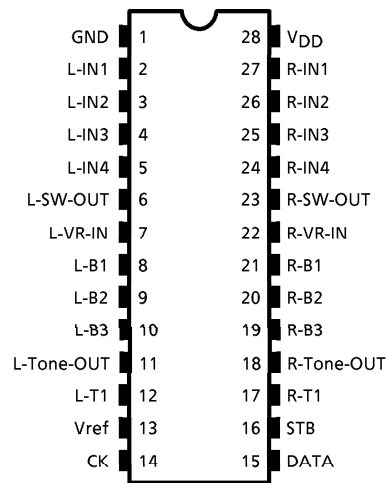 GND 1 28 VDD
L-IN1 2 27 R-IN1
L-IN2 3 26 R-IN2
L-IN3 4 25 R-IN3
L-IN4 5 24 R-IN4
L-SW-OUT 6 23 R-SW-OUT
L-VR-IN 7 22 R-VR-IN
L-B1 8 21 R-B1
L-B2 9 20 R-B2
L-B3 10 19 R-B3
L-Tone-OUT 11 18 R-Tone-OUT
L-T1 12 17 R-T1
Vref 13 16 STB
CK 14 15 DATA